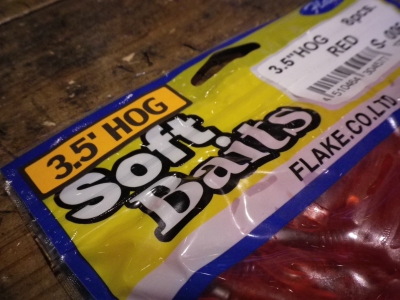 8pcs.
3.5" HOG
RED
3.5' HOG
Soft
Baits
FLAKE.CO.LTD